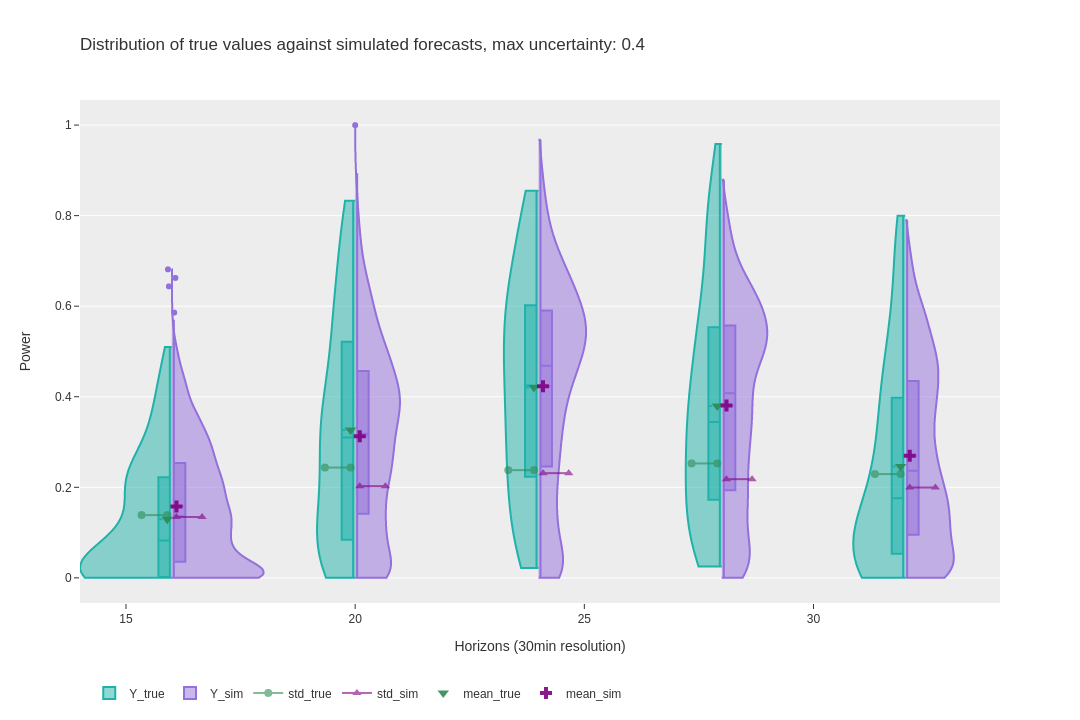 Distribution of true values against simulated forecasts, max uncertainty: 0.4
1
0.8
0.6
0.4
0.2
0
Power
15 20 25 30
Horizons (30min resolution)
Y_true Y_sim std_true std_sim mean_true mean_sim